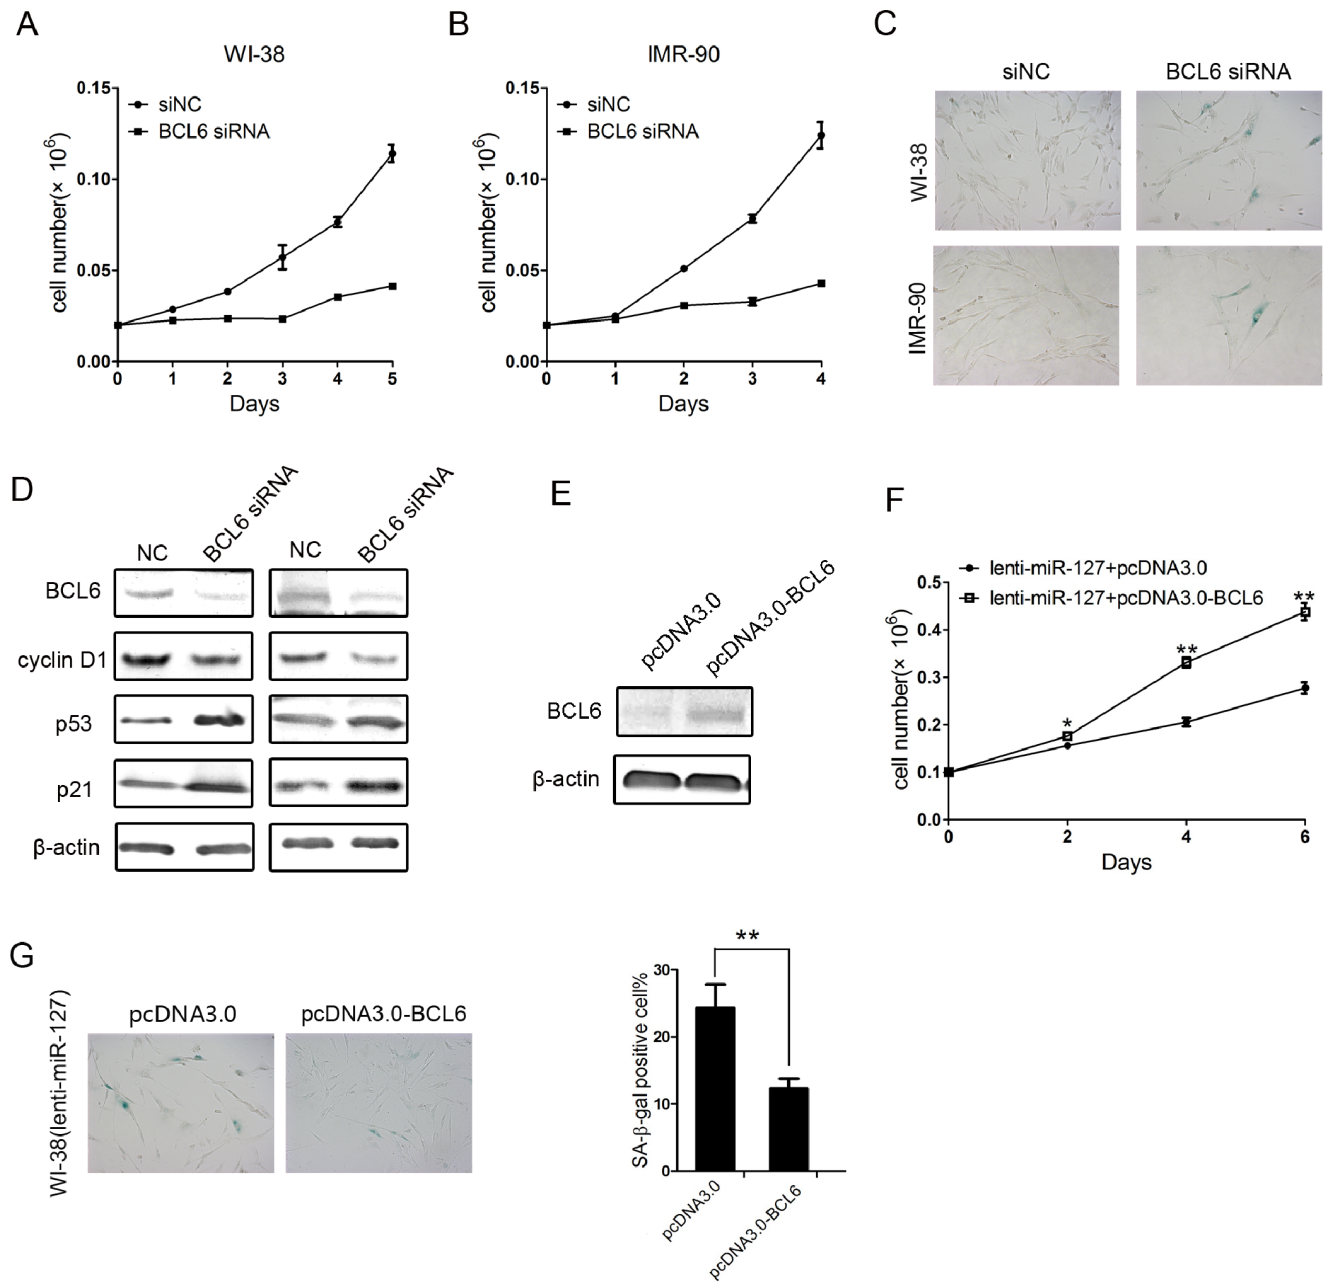 A
WI-38
0.15
0.10
0.05
0.00
cell number(× 10⁶)
siNC
BCL6 siRNA
0 1 2 3 4 5
Days
B
IMR-90
0.15
0.10
0.05
0.00
cell number(× 10⁶)
siNC
BCL6 siRNA
0 1 2 3 4
Days
C
siNC BCL6 siRNA
WI-38
IMR-90
D
NC BCL6 siRNA NC BCL6 siRNA
BCL6
cyclin D1
p53
p21
β-actin
E
pcDNA3.0 pcDNA3.0-BCL6
BCL6
β-actin
F
lenti-miR-127+pcDNA3.0
lenti-miR-127+pcDNA3.0-BCL6
0.5
0.4
0.3
0.2
0.1
0.0
cell number(× 10⁶)
* ** **
0 2 4 6
Days
G
WI-38(lenti-miR-127)
pcDNA3.0 pcDNA3.0-BCL6
**
SA-β-gal positive cell%
30
20
10
0
pcDNA3.0
pcDNA3.0-BCL6